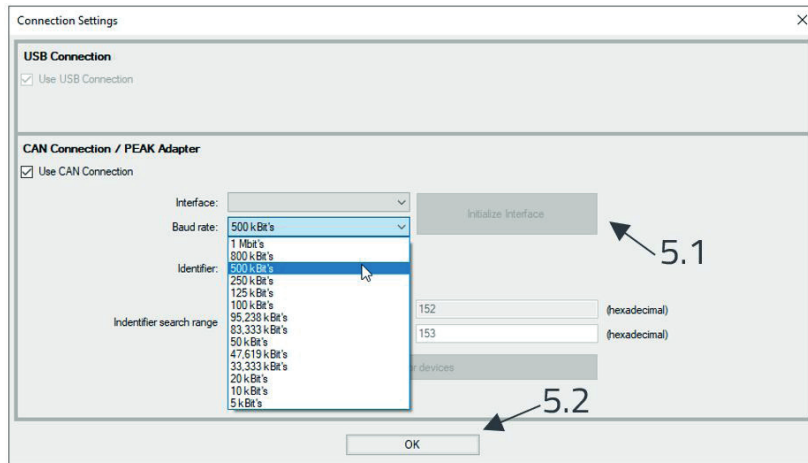 Connection Settings
USB Connection
Use USB Connection
CAN Connection / PEAK Adapter
Use CAN Connection
Interface:
Initialize Interface
Baud rate: 500 kBit's
1 Mbit's
800 kBit's
Identifier: 500 kBit's
250 kBit's
125 kBit's
100 kBit's
95,238 kBit's
152 (hexadecimal)
Indentifier search range
83,333 kBit's
50 kBit's
153 (hexadecimal)
47,619 kBit's
33,333 kBit's
devices
20 kBit's
10 kBit's
5 kBit's
OK
5.1
5.2